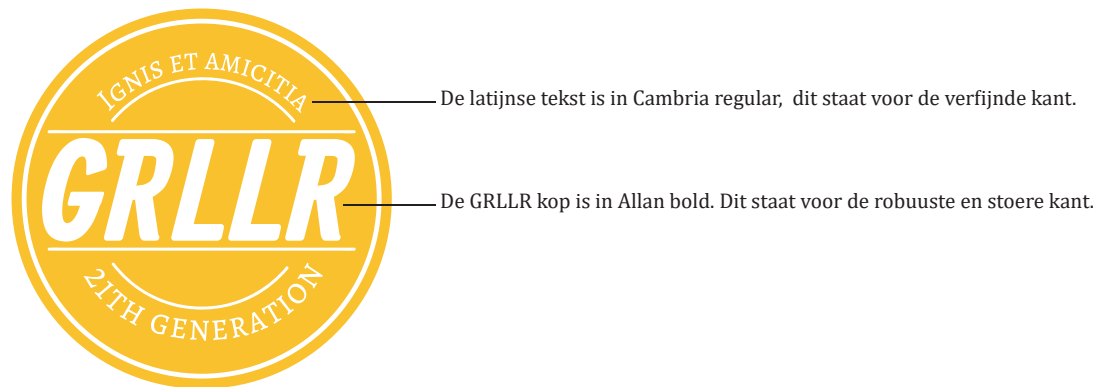 IGNIS ET AMICITIA
De latijnse tekst is in Cambria regular, dit staat voor de verfijnde kant.
GRLLR
De GRLLR kop is in Allan bold. Dit staat voor de robuuste en stoere kant.
21TH GENERATION